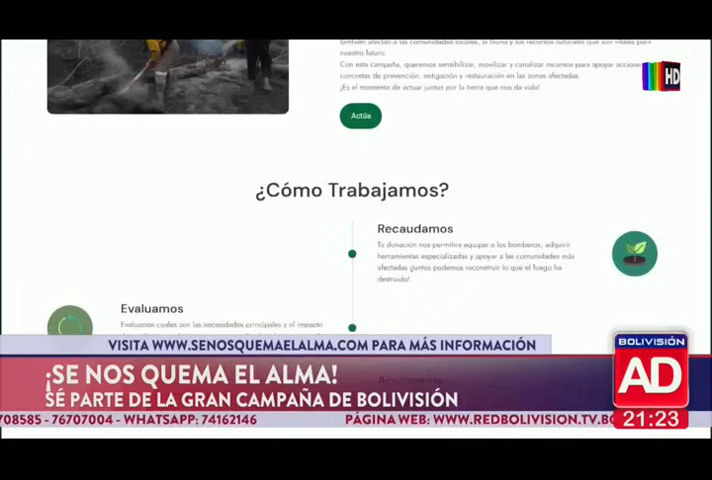 también afectan a las comunidades locales, la fauna y los recursos naturales que son vitales para
nuestro futuro.
Con esta campaña, queremos sensibilizar, movilizar y canalizar recursos para apoyar acciones
concretas de prevención, mitigación y restauración en las zonas afectadas.
¡Es el momento de actuar juntos por la tierra que nos da vida!
HD
Actúa
¿Cómo Trabajamos?
Recaudamos
Tu donación nos permitira equipar a los bomberos, adquirir
herramientas especializadas y apoyar a las comunidades más
afectadas ¡Juntos podemos reconstruir lo que el fuego ha
destruido!
Evaluamos
Evaluamos cuales son las necesidades principales y el impacto
VISITA WWW.SENOSQUEMAELALMA.COM PARA MÁS INFORMACIÓN
BOLIVISIÓN
AD
21:23
¡SE NOS QUEMA EL ALMA!
SÉ PARTE DE LA GRAN CAMPAÑA DE BOLIVISIÓN
708585 - 76707004 - WHATSAPP: 74162146 PÁGINA WEB: WWW.REDBOLIVISION.TV.BO